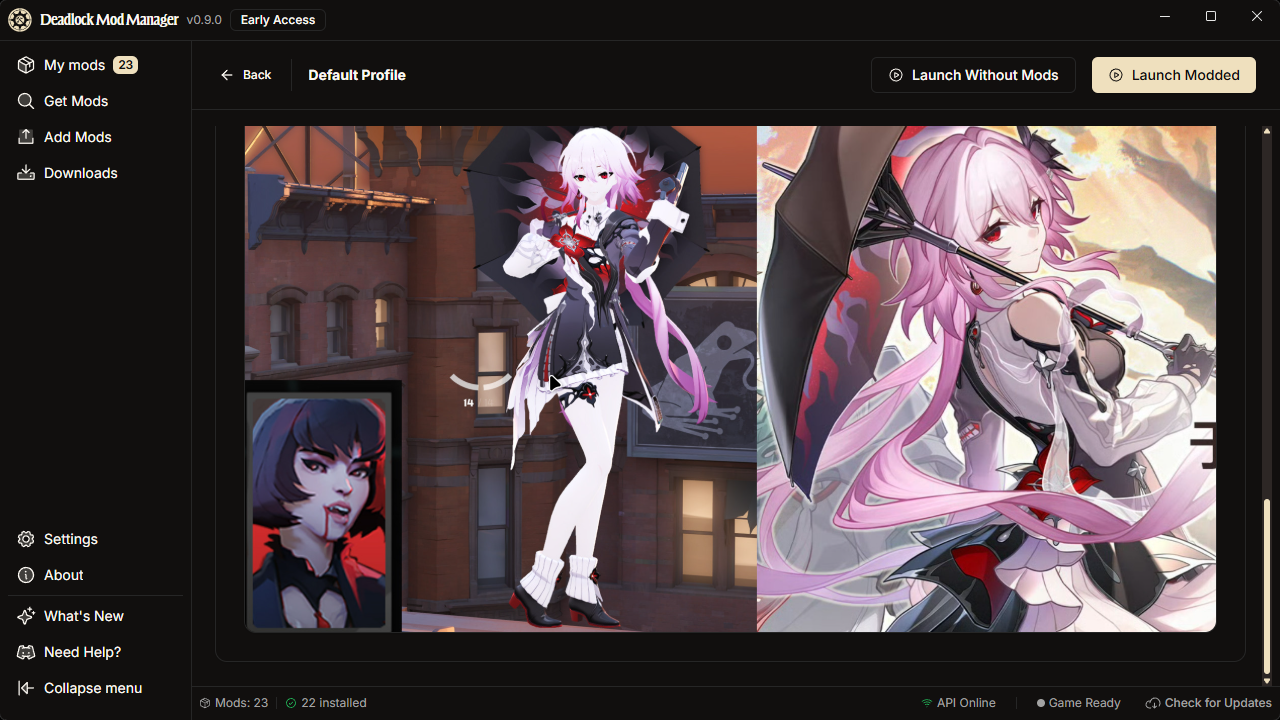 Deadlock Mod Manager v0.9.0 Early Access
My mods 23
Get Mods
Add Mods
Downloads
Settings
About
What's New
Need Help?
Collapse menu
Back
Default Profile
Launch Without Mods
Launch Modded
14
Mods: 23
22 installed
API Online
Game Ready
Check for Updates